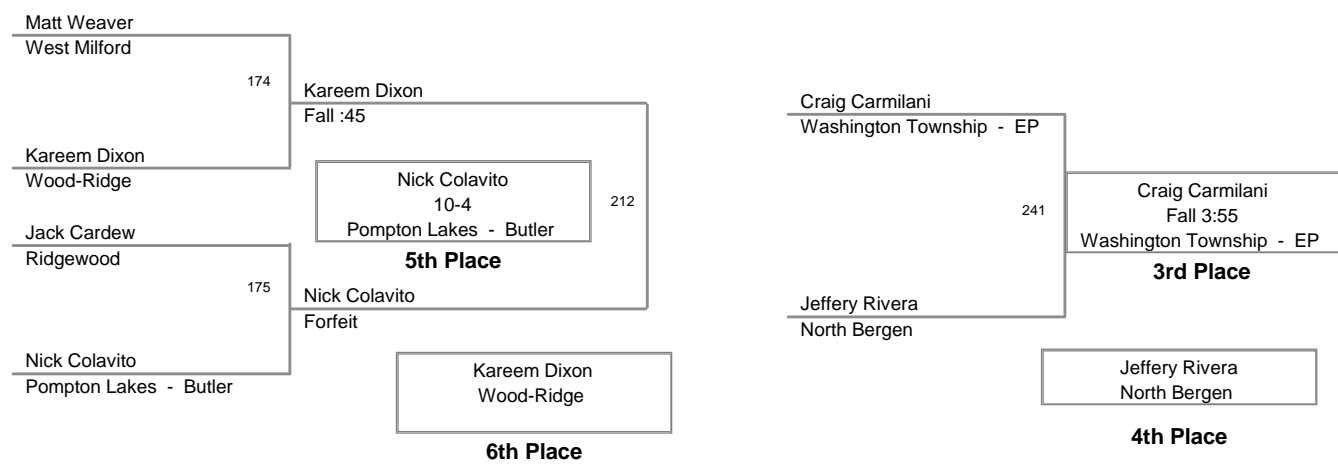 Matt Weaver
West Milford
174
Kareem Dixon
Fall :45
Kareem Dixon
Wood-Ridge
Nick Colavito
10-4
Pompton Lakes - Butler
5th Place
212
Jack Cardew
Ridgewood
175
Nick Colavito
Forfeit
Nick Colavito
Pompton Lakes - Butler
Kareem Dixon
Wood-Ridge
6th Place
Craig Carmilani
Washington Township - EP
241
Craig Carmilani
Fall 3:55
Washington Township - EP
3rd Place
Jeffery Rivera
North Bergen
Jeffery Rivera
North Bergen
4th Place